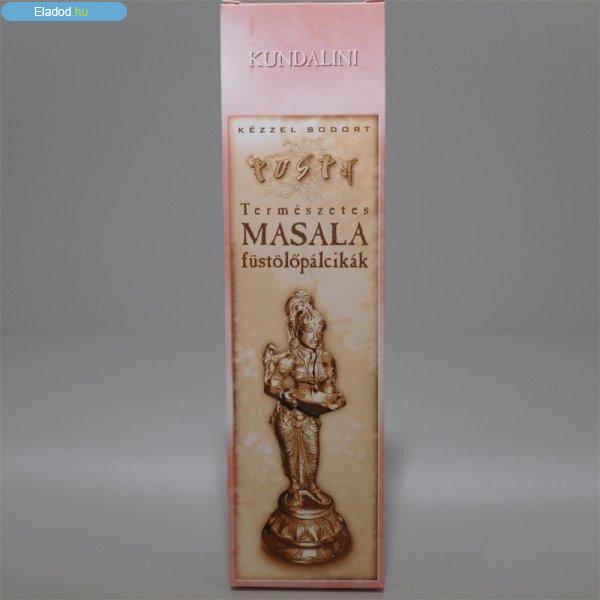 Eladod.hu
KUNDALINI
KÉZZEL SODORT
TUSTA
Természetes
MASALA
füstölőpálcikák